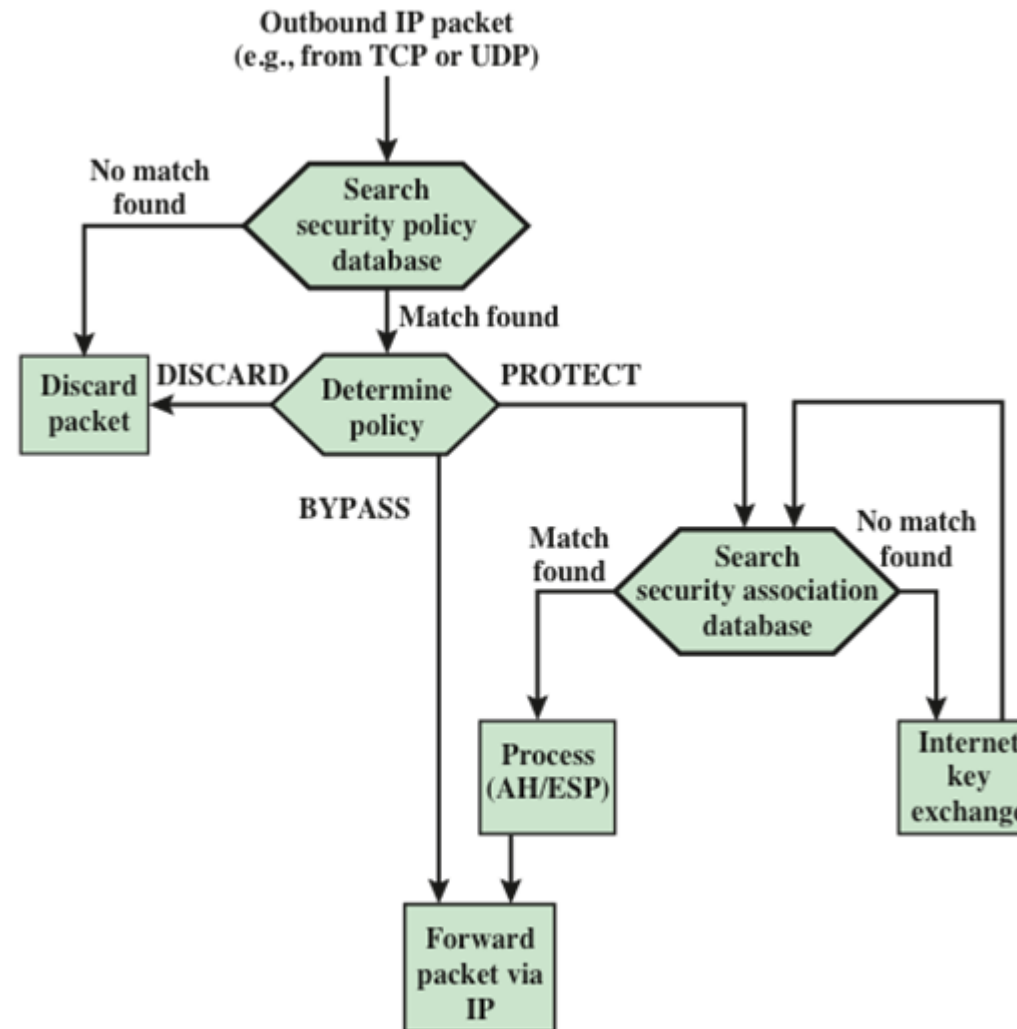 Outbound IP packet
(e.g., from TCP or UDP)
No match
found
Search
security policy
database
Match found
Discard
packet
DISCARD
Determine
policy
PROTECT
BYPASS
Match
found
Search
security association
database
No match
found
Process
(AH/ESP)
Internet
key
exchange
Forward
packet via
IP